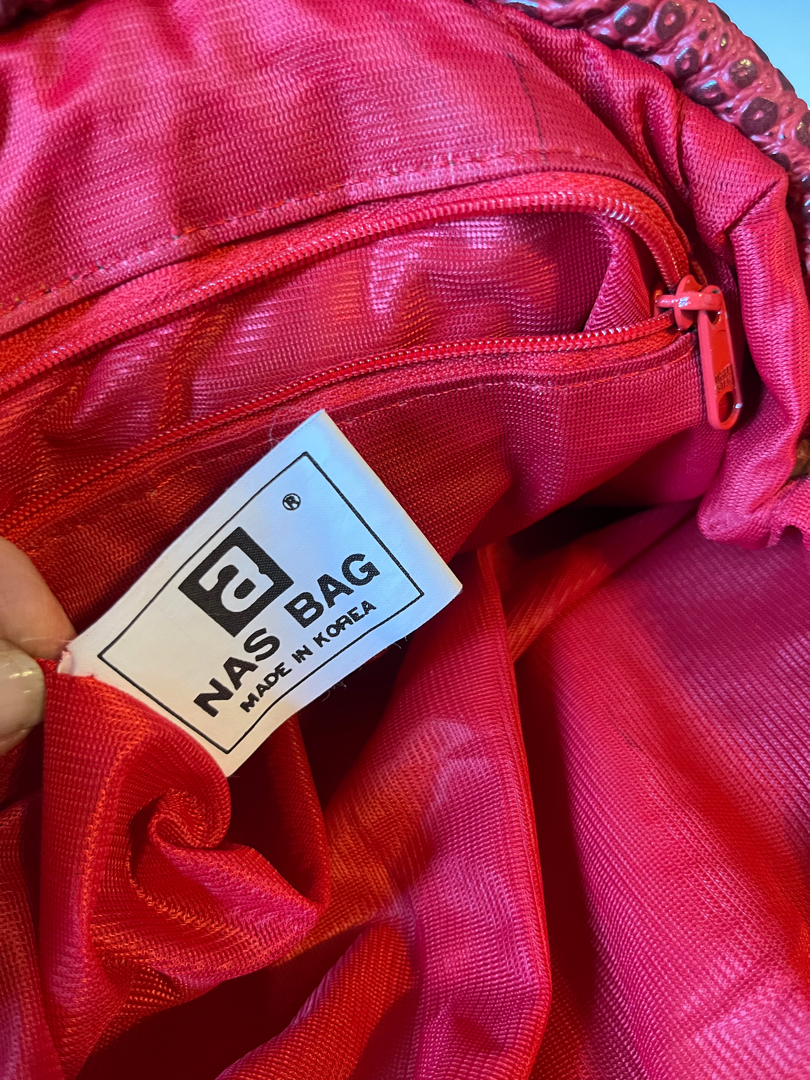 ®
a
NAS BAG
MADE IN KOREA